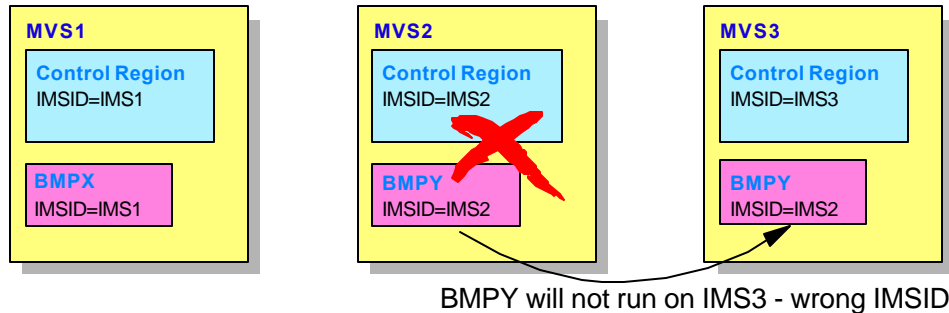 MVS1
Control Region
IMSID=IMS1
BMPX
IMSID=IMS1
MVS2
Control Region
IMSID=IMS2
BMPY
IMSID=IMS2
MVS3
Control Region
IMSID=IMS3
BMPY
IMSID=IMS2
BMPY will not run on IMS3 - wrong IMSID